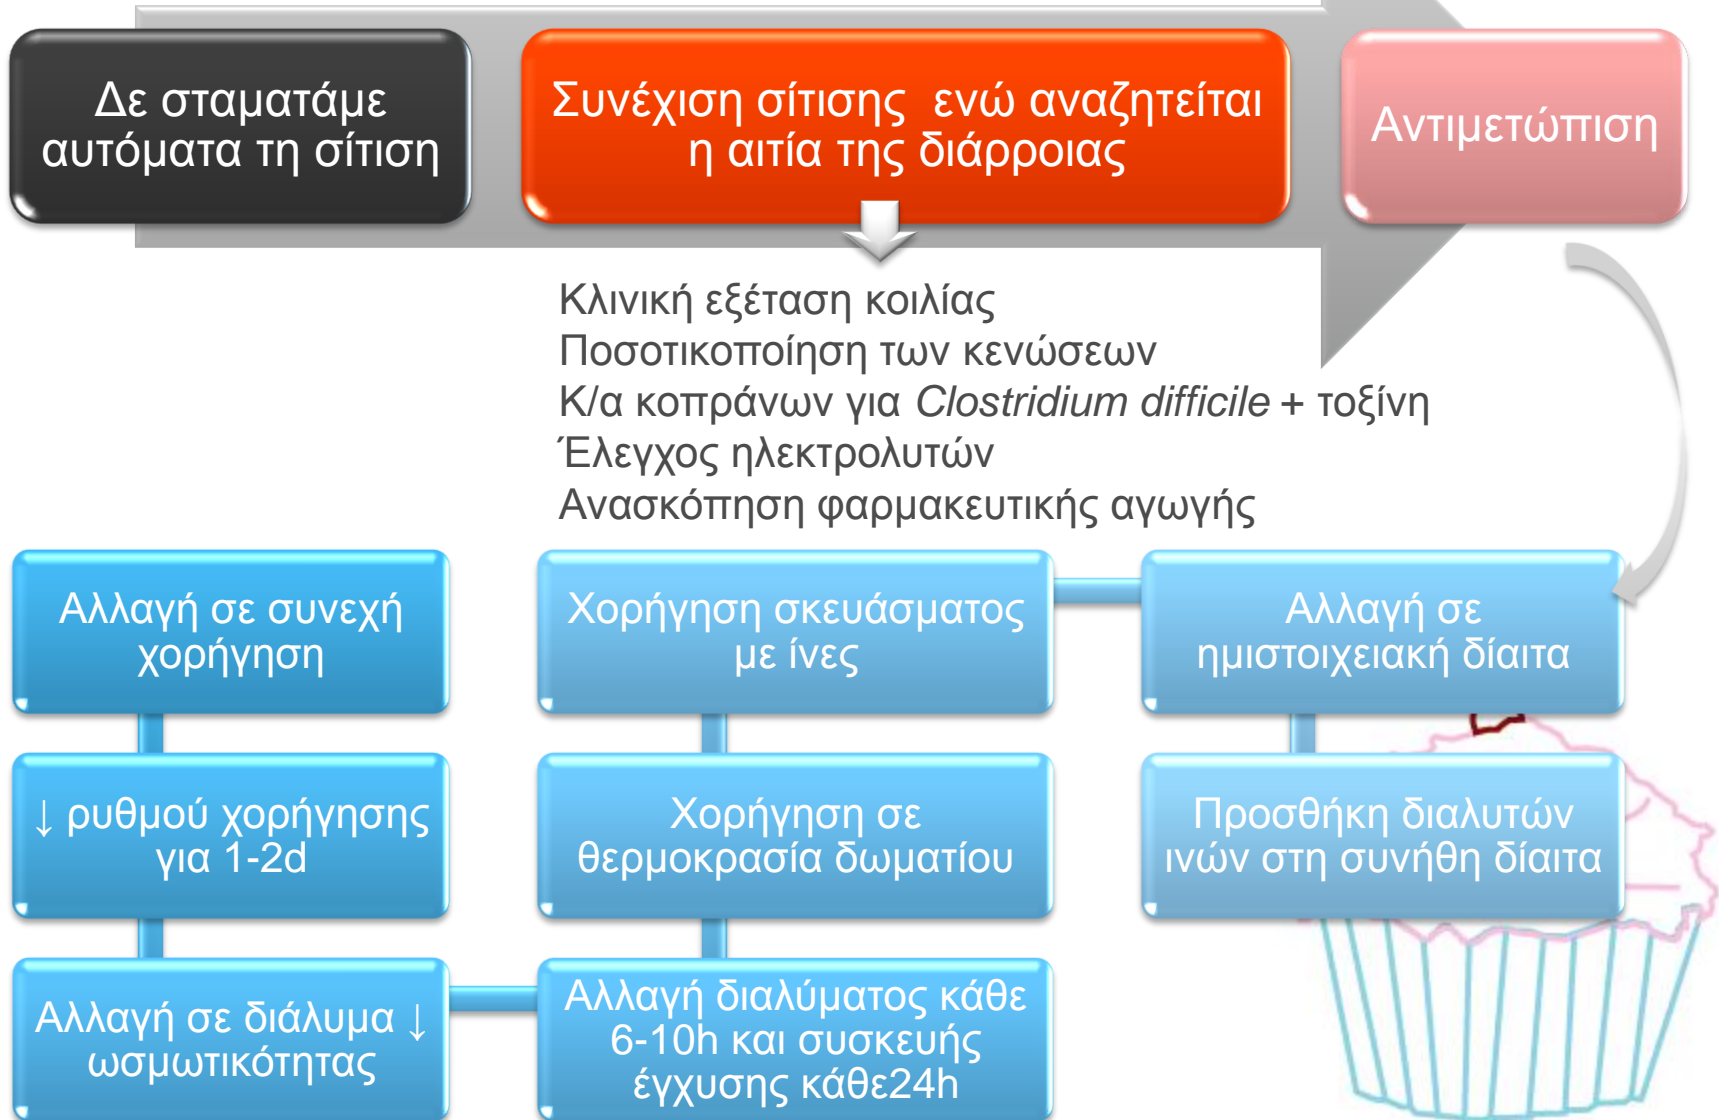 Δε σταματάμε
αυτόματα τη σίτιση
Συνέχιση σίτισης ενώ αναζητείται
η αιτία της διάρροιας
Αντιμετώπιση
Κλινική εξέταση κοιλίας
Ποσοτικοποίηση των κενώσεων
Κ/α κοπράνων για Clostridium difficile + τοξίνη
Έλεγχος ηλεκτρολυτών
Ανασκόπηση φαρμακευτικής αγωγής
Αλλαγή σε συνεχή
χορήγηση
↓ ρυθμού χορήγησης
για 1-2d
Αλλαγή σε διάλυμα ↓
ωσμωτικότητας
Αλλαγή διαλύματος κάθε
6-10h και συσκευής
έγχυσης κάθε24h
Χορήγηση σε
θερμοκρασία δωματίου
Χορήγηση σκευάσματος
με ίνες
Αλλαγή σε
ημιστοιχειακή δίαιτα
Προσθήκη διαλυτών
ινών στη συνήθη δίαιτα